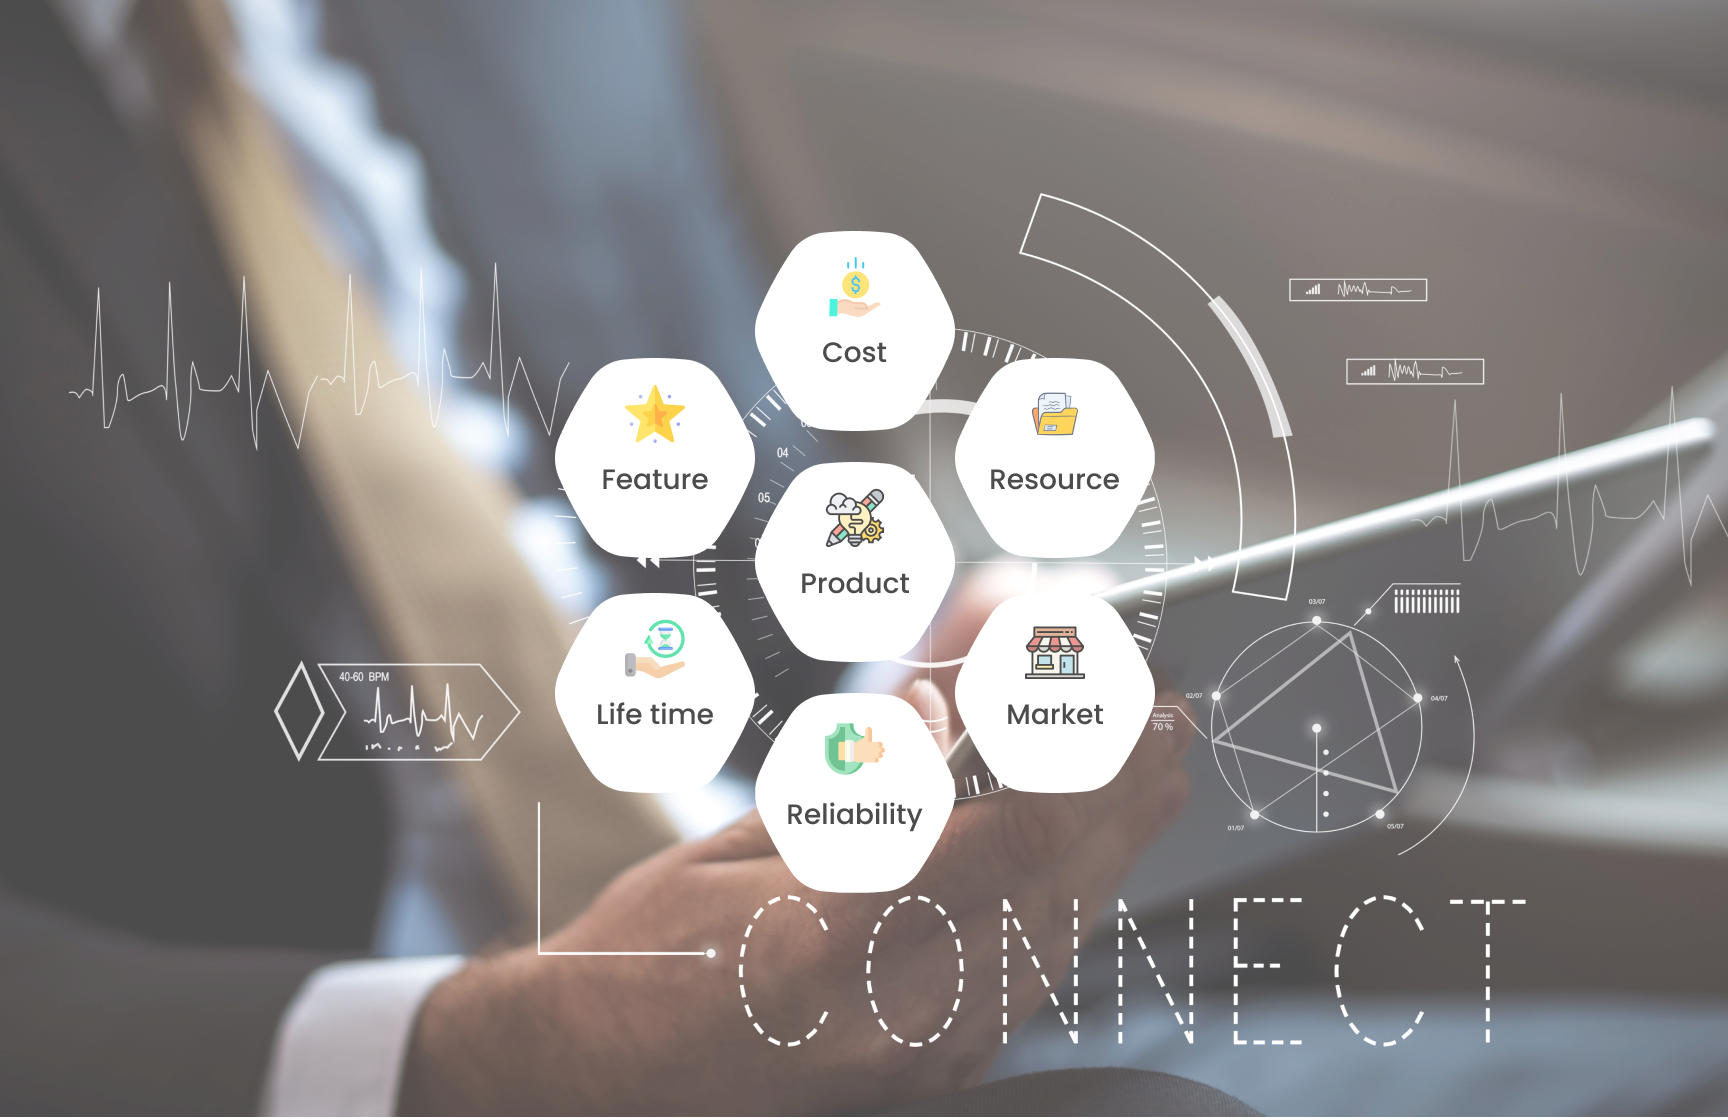 Cost
Feature
Resource
04
05
Product
03/07
40-60 BPM
Life time
Market
02/07
04/07
Analysis
70 %
Reliability
01/07
05/07
CONNECT